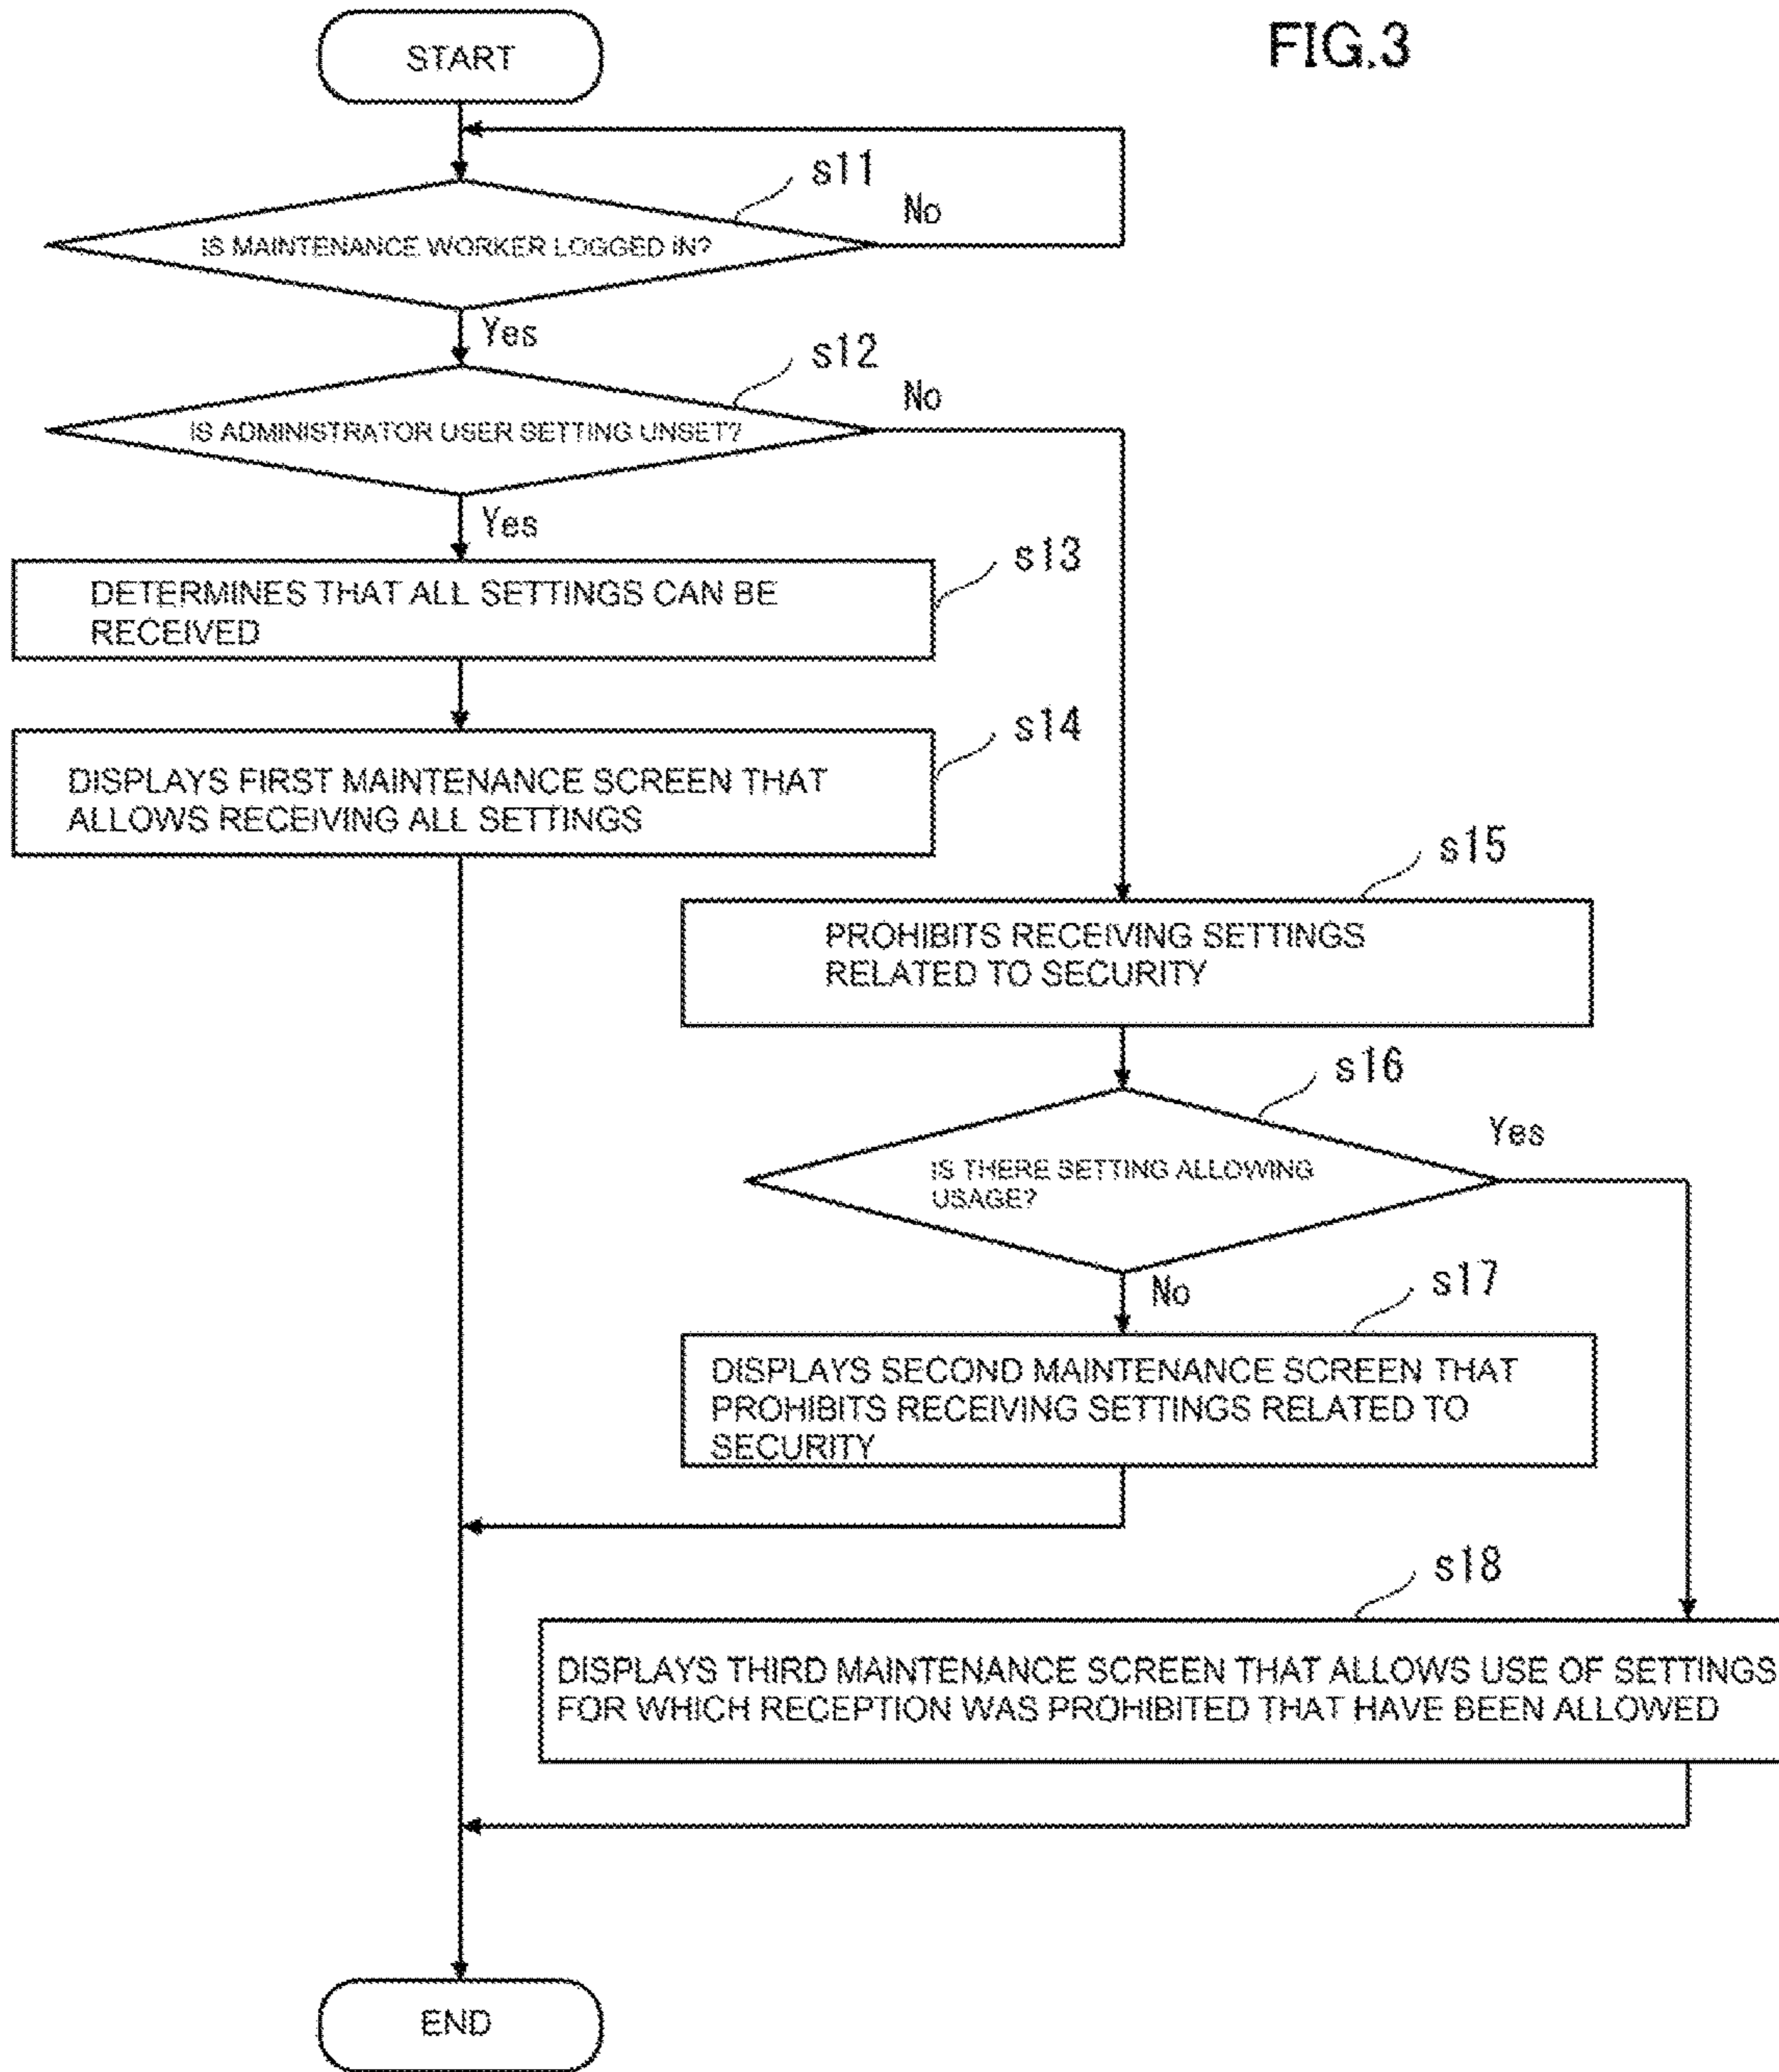 FIG.3
START
s11
No
IS MAINTENANCE WORKER LOGGED IN?
Yes
s12
No
IS ADMINISTRATOR USER SETTING UNSET?
Yes
s13
DETERMINES THAT ALL SETTINGS CAN BE
RECEIVED
s14
DISPLAYS FIRST MAINTENANCE SCREEN THAT
ALLOWS RECEIVING ALL SETTINGS
s15
PROHIBITS RECEIVING SETTINGS
RELATED TO SECURITY
s16
Yes
IS THERE SETTING ALLOWING
USAGE?
No
s17
DISPLAYS SECOND MAINTENANCE SCREEN THAT
PROHIBITS RECEIVING SETTINGS RELATED TO
SECURITY
s18
DISPLAYS THIRD MAINTENANCE SCREEN THAT ALLOWS USE OF SETTINGS
FOR WHICH RECEPTION WAS PROHIBITED THAT HAVE BEEN ALLOWED
END